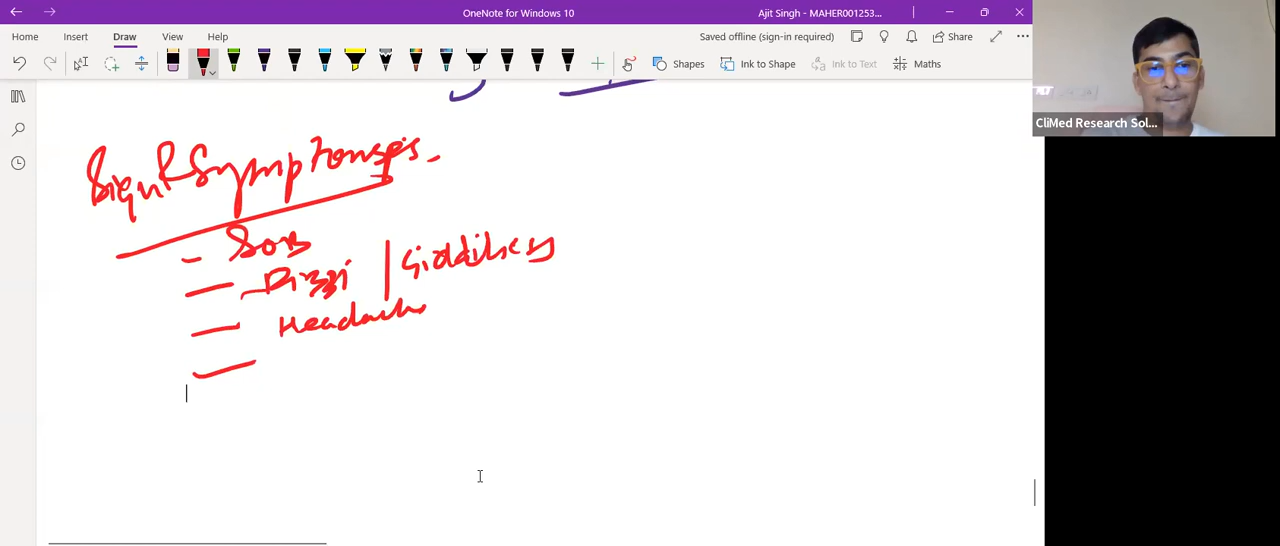 OneNote for Windows 10
Ajit Singh - MAHER001253...
Home Insert Draw View Help
Saved offline (sign-in required)
Share
Shapes
Ink to Shape
Ink to Text
Maths
CliMed Research Sol...
Sign & Symptoms
- SOB
- Dizzi | Giddiness
- Headache
-